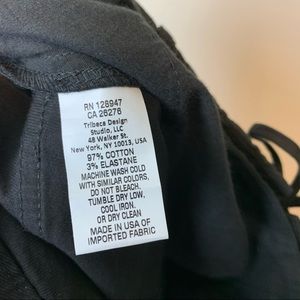 RN 128947
CA 28276
Tribeca Design
Studio, LLC
48 Walker St.
New York, NY 10013, USA
97% COTTON
3% ELASTANE
MACHINE WASH COLD
WITH SIMILAR COLORS,
DO NOT BLEACH.
TUMBLE DRY LOW,
COOL IRON.
OR DRY CLEAN
MADE IN USA OF
IMPORTED FABRIC